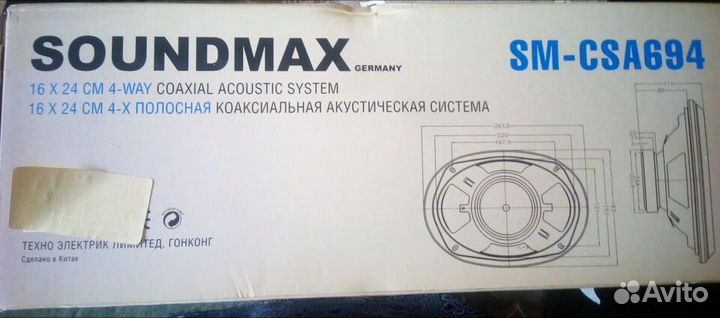 SOUNDMAX GERMANY
SM-CSA694
16 X 24 CM 4-WAY COAXIAL ACOUSTIC SYSTEM
16 X 24 CM 4-Х ПОЛОСНАЯ КОАКСИАЛЬНАЯ АКУСТИЧЕСКАЯ СИСТЕМА
220
ТЕХНО ЭЛЕКТРИК ЛИМИТЕД, ГОНКОНГ
Сделано в Китае
Avito